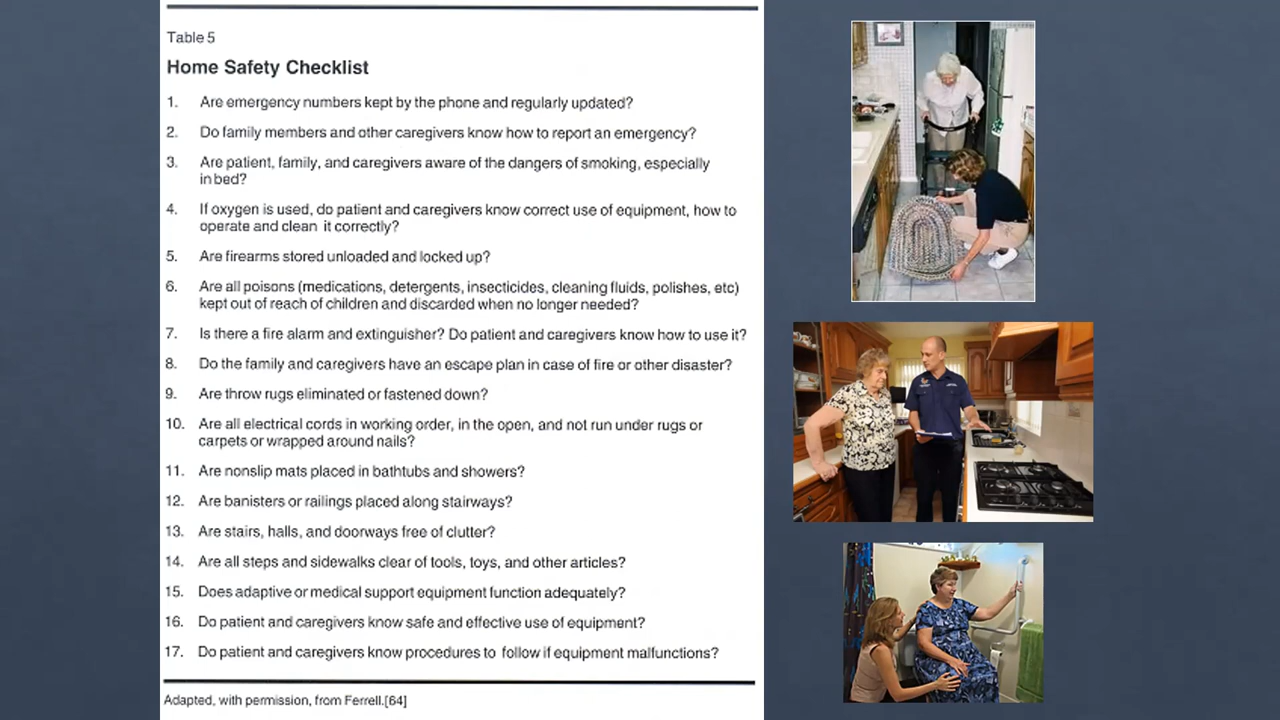 Table 5
Home Safety Checklist
1. Are emergency numbers kept by the phone and regularly updated?
2. Do family members and other caregivers know how to report an emergency?
3. Are patient, family, and caregivers aware of the dangers of smoking, especially
in bed?
4. If oxygen is used, do patient and caregivers know correct use of equipment, how to
operate and clean it correctly?
5. Are firearms stored unloaded and locked up?
6. Are all poisons (medications, detergents, insecticides, cleaning fluids, polishes, etc)
kept out of reach of children and discarded when no longer needed?
7. Is there a fire alarm and extinguisher? Do patient and caregivers know how to use it?
8. Do the family and caregivers have an escape plan in case of fire or other disaster?
9. Are throw rugs eliminated or fastened down?
10. Are all electrical cords in working order, in the open, and not run under rugs or
carpets or wrapped around nails?
11. Are nonslip mats placed in bathtubs and showers?
12. Are banisters or railings placed along stairways?
13. Are stairs, halls, and doorways free of clutter?
14. Are all steps and sidewalks clear of tools, toys, and other articles?
15. Does adaptive or medical support equipment function adequately?
16. Do patient and caregivers know safe and effective use of equipment?
17. Do patient and caregivers know procedures to follow if equipment malfunctions?
Adapted, with permission, from Ferrell.[64]